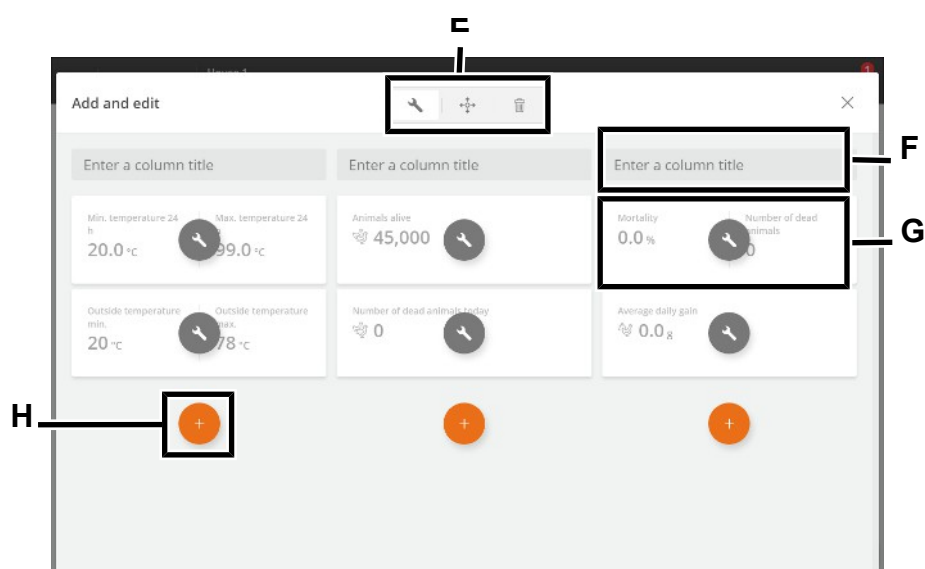 E
1
Add and edit
F
Enter a column title
Enter a column title
Enter a column title
Min. temperature 24
h
20.0 °C
Max. temperature 24
99.0 °C
Animals alive
45,000
Mortality
0.0 %
Number of dead
animals
0
G
Outside temperature
min.
20 °C
Outside temperature
max.
78 °C
Number of dead animals today
0
Average daily gain
0.0 g
H
+
+
+